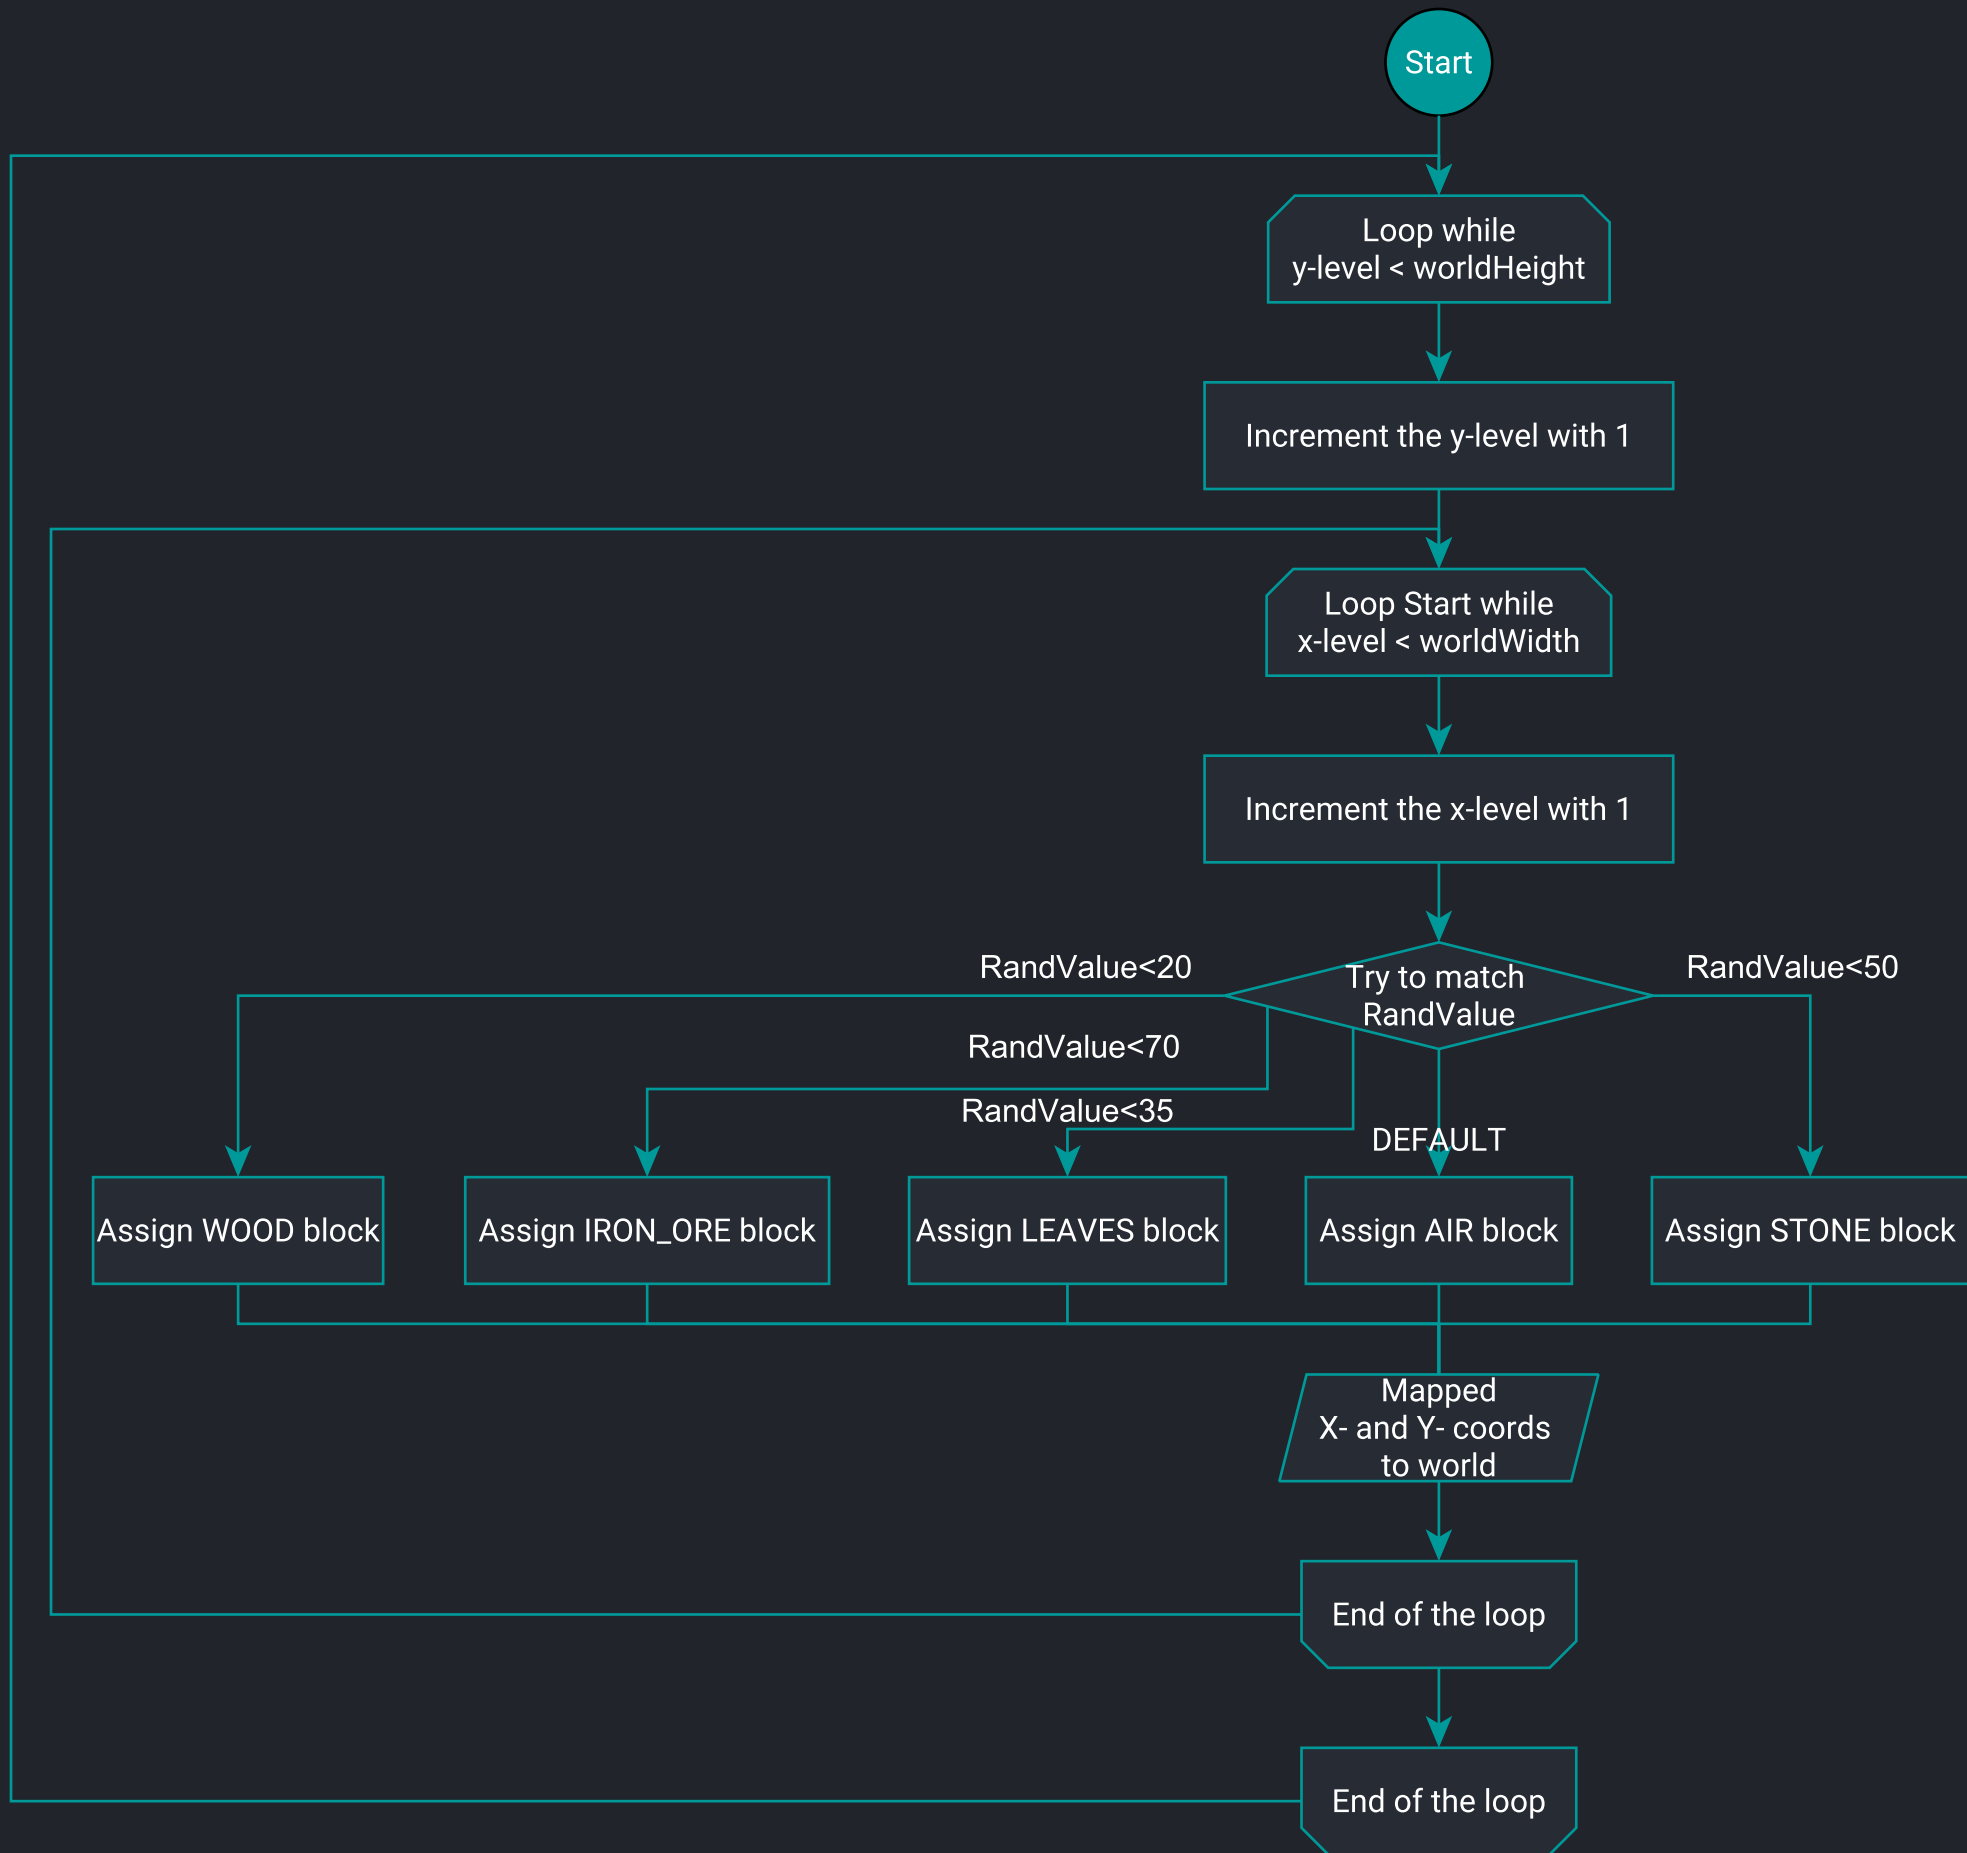 Start
Loop while
y-level < worldHeight
Increment the y-level with 1
Loop Start while
x-level < worldWidth
Increment the x-level with 1
RandValue<20
Try to match
RandValue
RandValue<50
RandValue<70
RandValue<35
DEFAULT
Assign WOOD block
Assign IRON_ORE block
Assign LEAVES block
Assign AIR block
Assign STONE block
Mapped
X- and Y- coords
to world
End of the loop
End of the loop